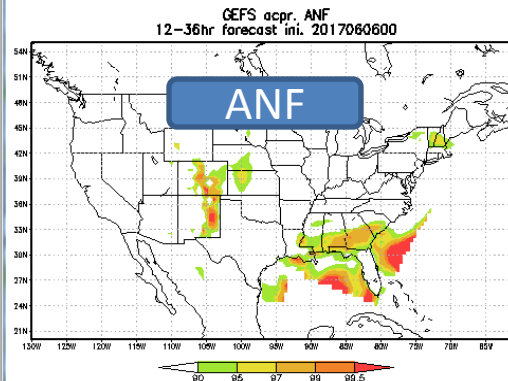 GEFS acpr. ANF
12-36hr forecast ini. 2017060600
ANF
54N
51N
48N
45N
42N
39N
36N
33N
30N
27N
24N
21N
130W 125W 120W 115W 110W 105W 100W 95W 90W 85W 80W 75W 70W 65W
90 95 97 99 99.5